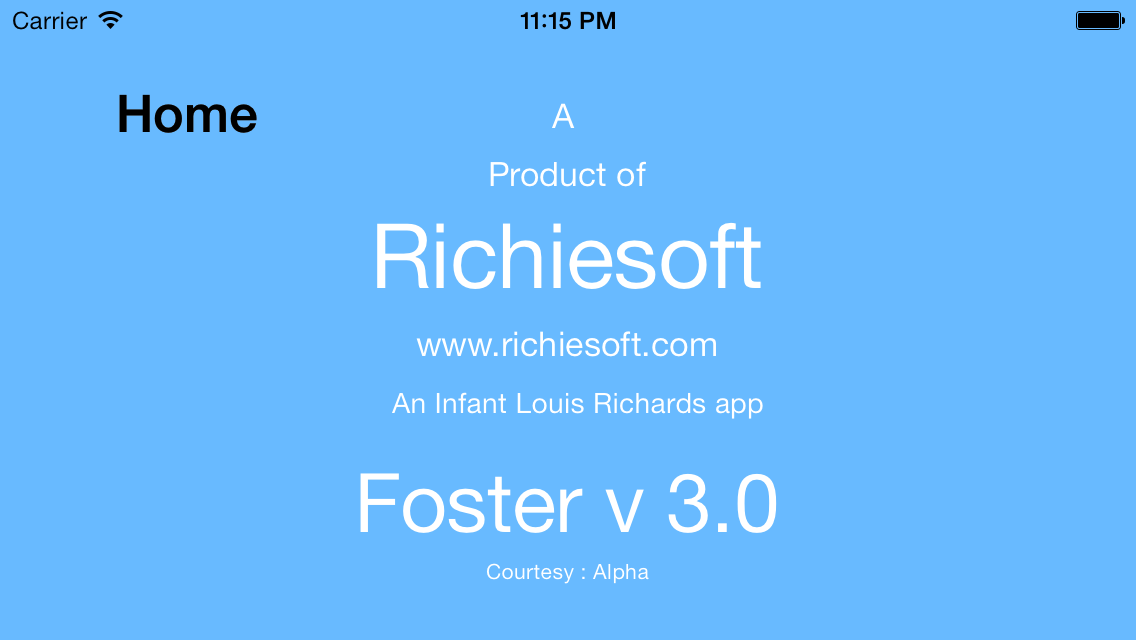 Carrier 11:15 PM
Home
A
Product of
Richiesoft
www.richiesoft.com
An Infant Louis Richards app
Foster v 3.0
Courtesy : Alpha